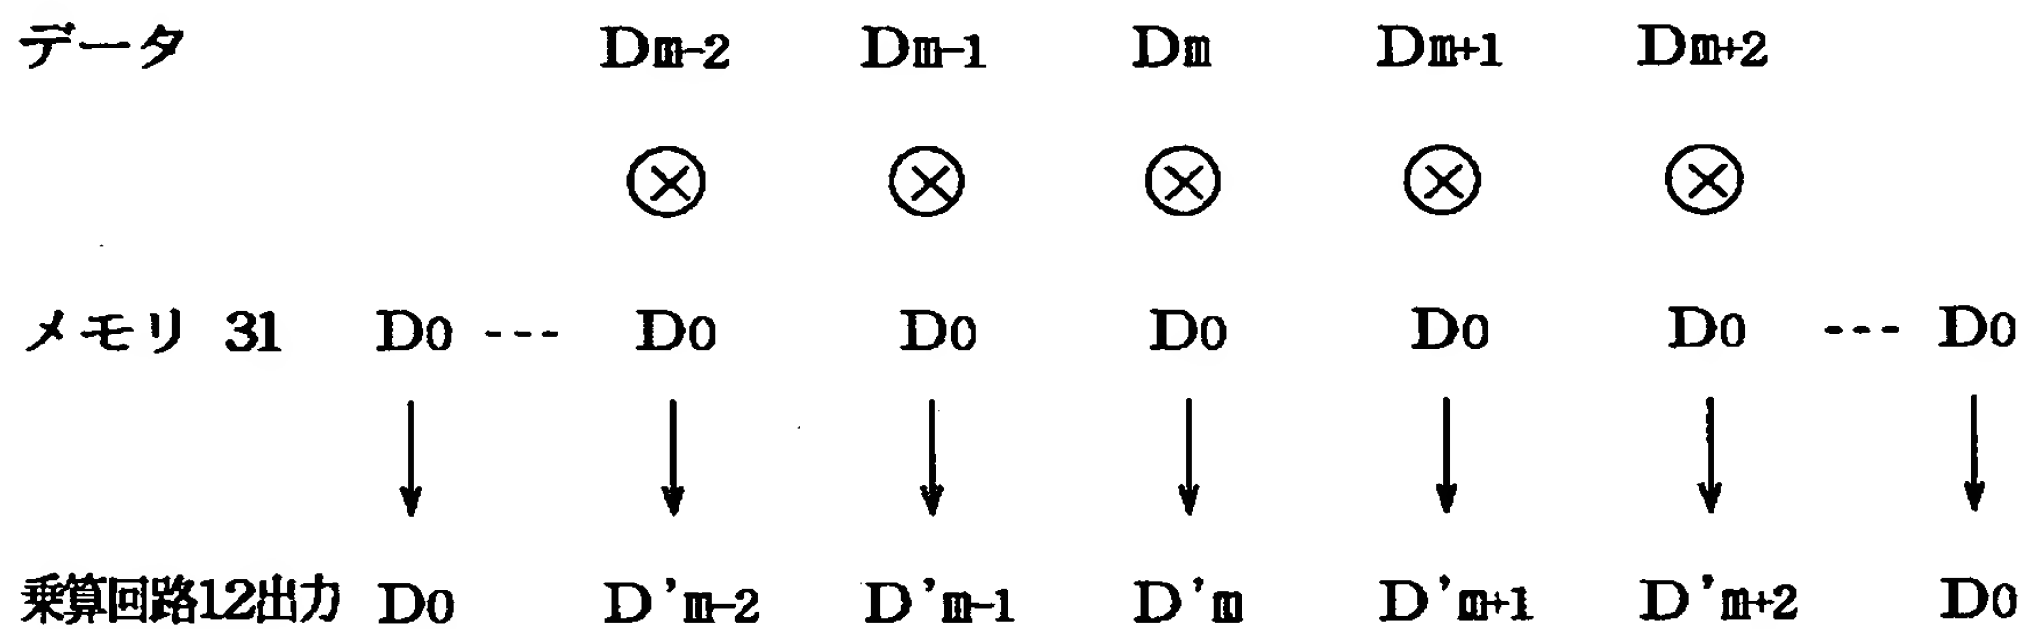 データ Dm-2 Dm-1 Dm Dm+1 Dm+2
⊗ ⊗ ⊗ ⊗ ⊗
メモリ 31 D0 --- D0 D0 D0 D0 D0 --- D0
乗算回路12出力 D0 D'm-2 D'm-1 D'm D'm+1 D'm+2 D0